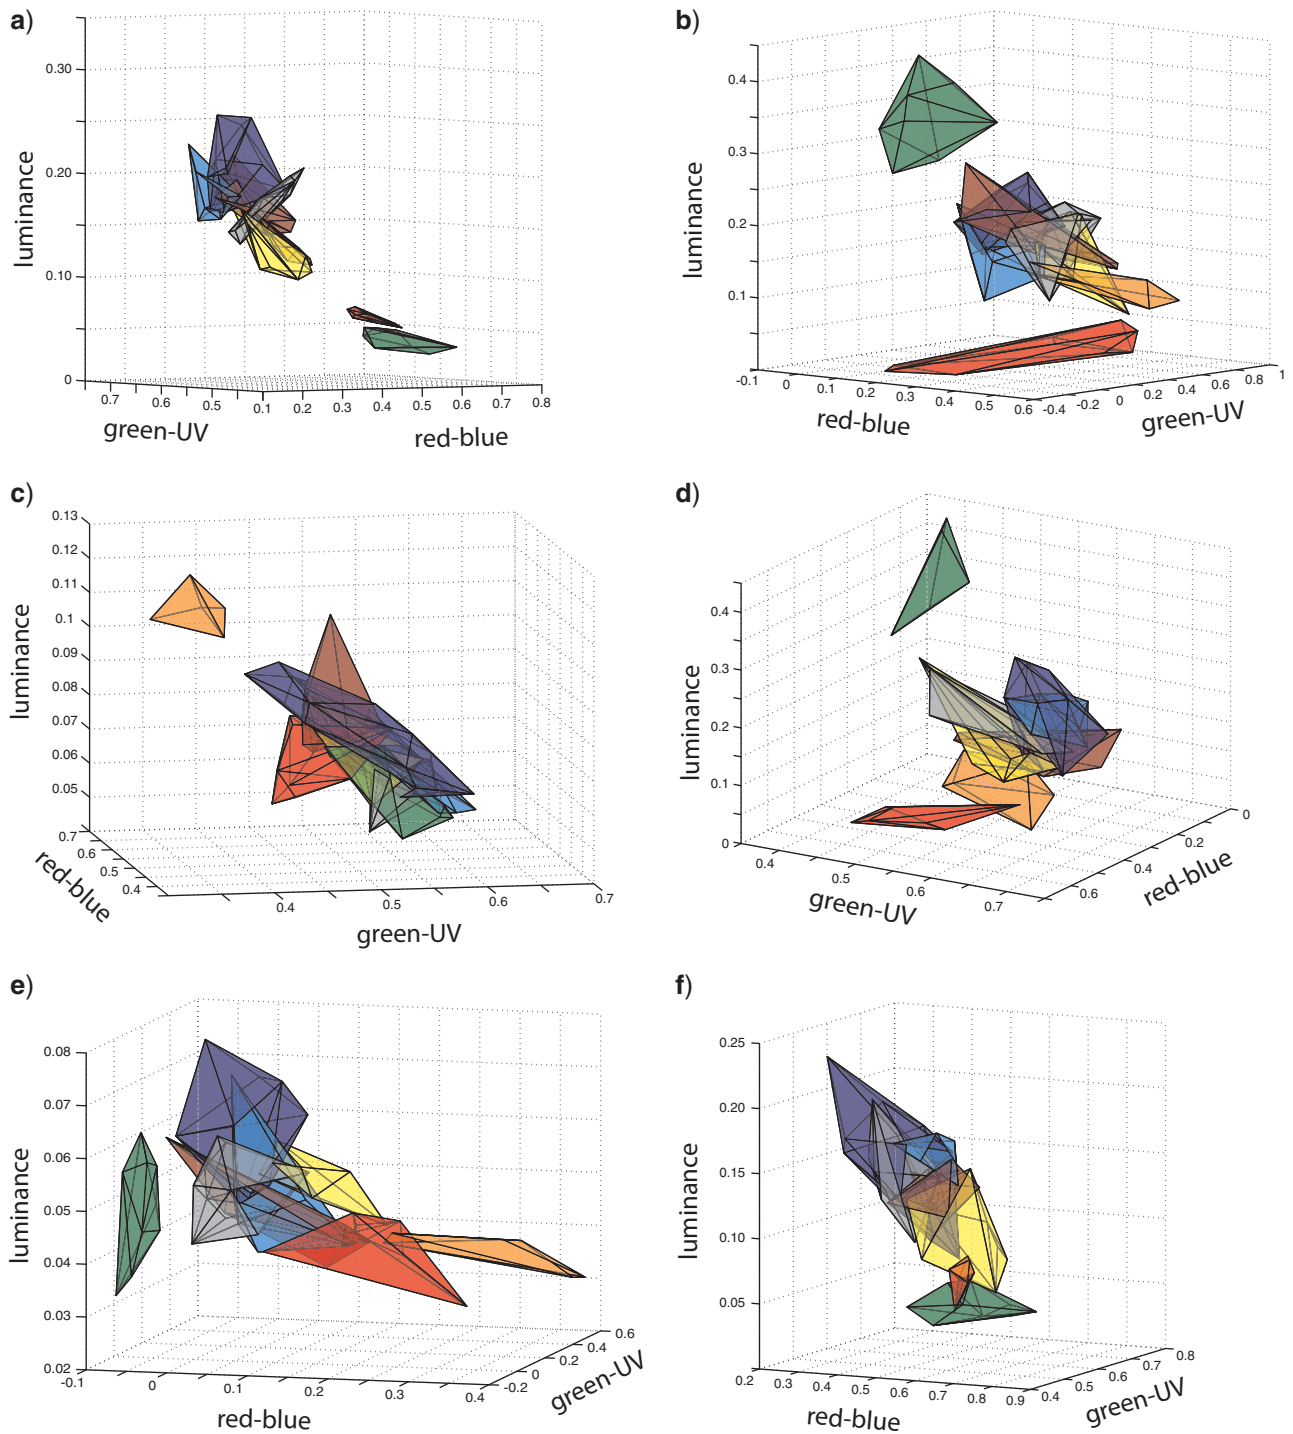 a)
0.30
0.20
0.10
0
luminance
0.7 0.6 0.5 0.1 0.2 0.3 0.4 0.5 0.6 0.7 0.8
green-UV red-blue
b)
0.4
0.3
0.2
0.1
luminance
-0.1 0 0.1 0.2 0.3 0.4 0.5 0.6 -0.4 -0.2 0 0.2 0.4 0.6 0.8 1
red-blue green-UV
c)
0.13
0.12
0.11
0.1
0.09
0.08
0.07
0.06
0.05
luminance
0.7 0.6 0.5 0.4
red-blue
0.4 0.5 0.6 0.7
green-UV
d)
0.4
0.3
0.2
0.1
0
luminance
0.4 0.5 0.6 0.7
green-UV
0.6 0.4 0.2 0
red-blue
e)
0.08
0.07
0.06
0.05
0.04
0.03
0.02
luminance
-0.1 0 0.1 0.2 0.3 0.4
red-blue
-0.2 0 0.2 0.4 0.6
green-UV
f)
0.25
0.20
0.15
0.10
0.05
luminance
0.2 0.3 0.4 0.5 0.6 0.7 0.8 0.9
red-blue
0.4 0.5 0.6 0.7 0.8
green-UV